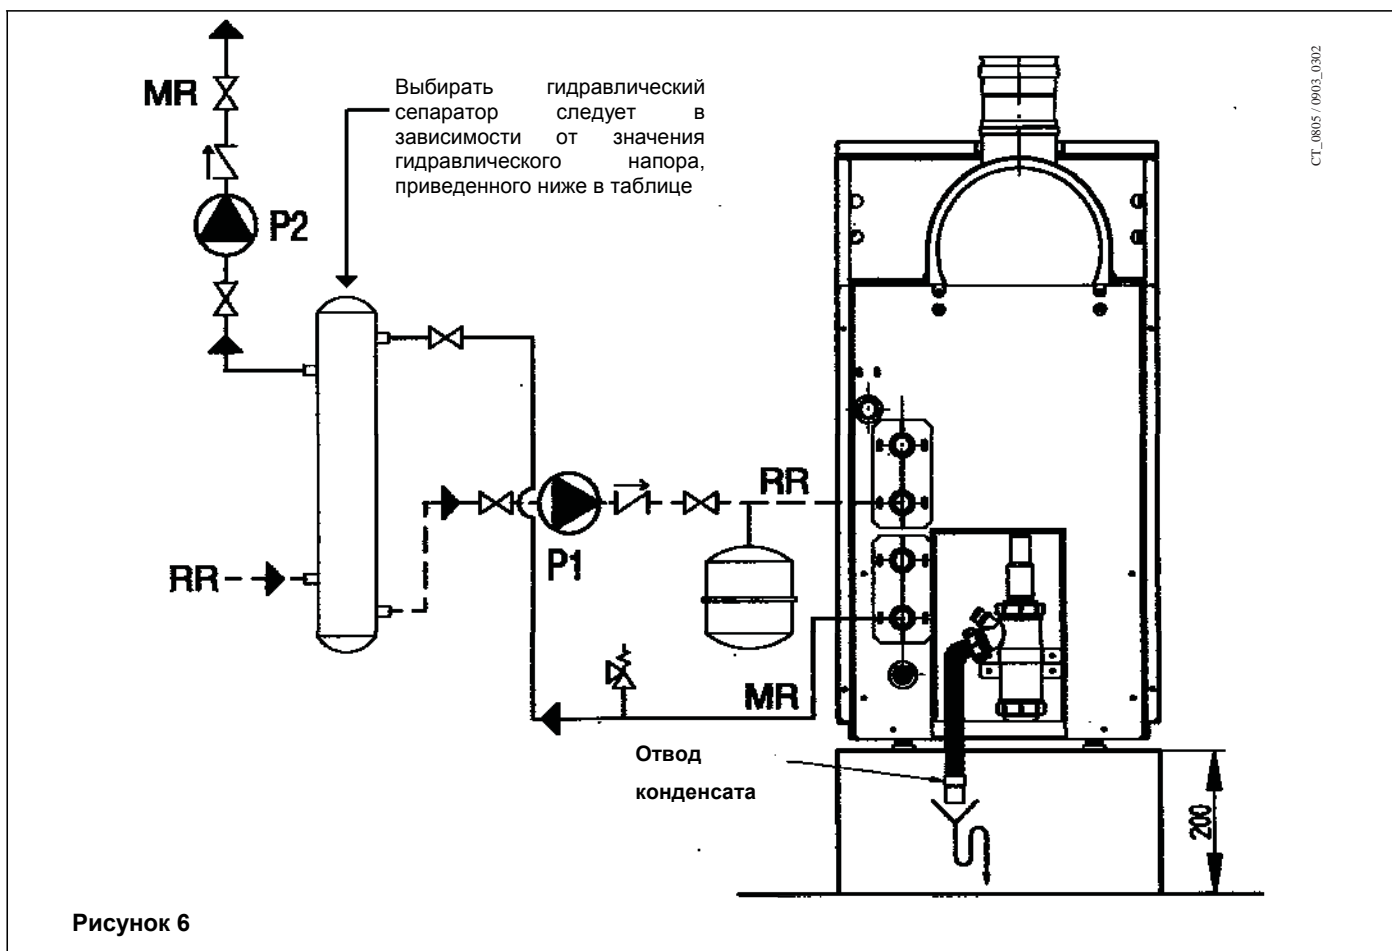 MR
Выбирать гидравлический
сепаратор следует в
зависимости от значения
гидравлического напора,
приведенного ниже в таблице
CT_0805 / 0903_0302
P2
RR
P1
RR
MR
Отвод
конденсата
200
Рисунок 6